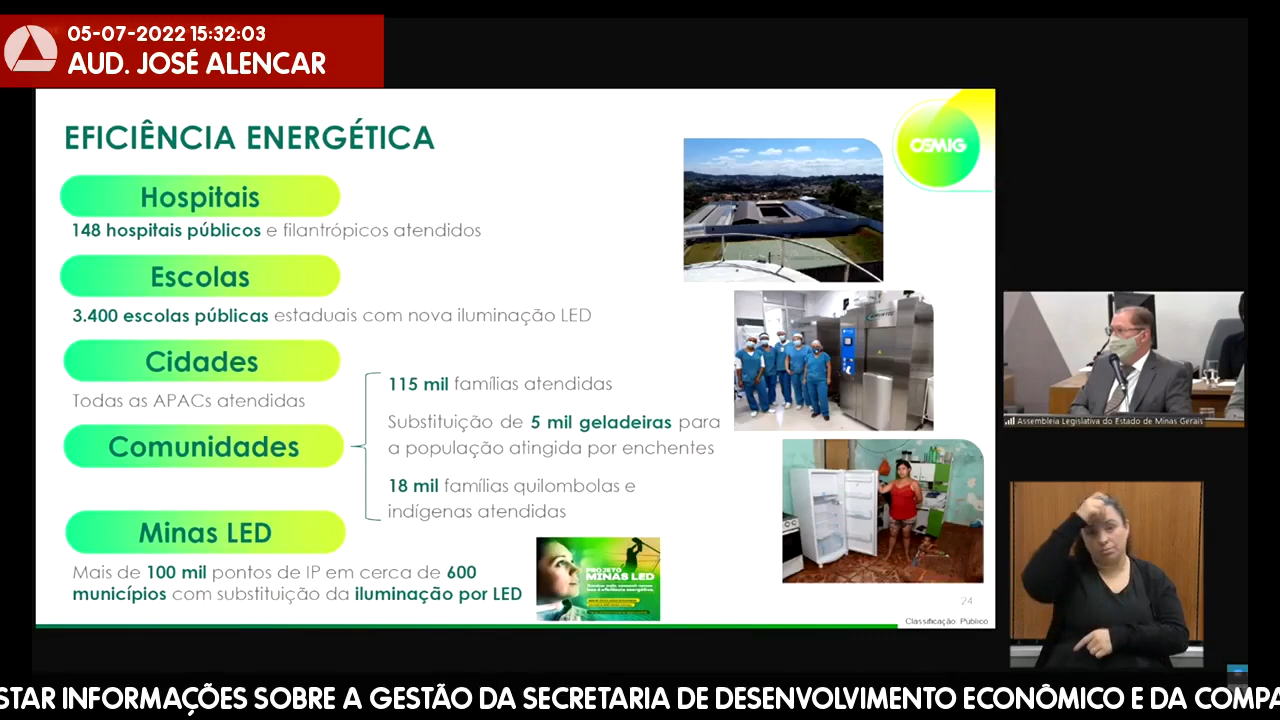 05-07-2022 15:32:03
AUD. JOSÉ ALENCAR
EFICIÊNCIA ENERGÉTICA
CEMIG
Hospitais
148 hospitais públicos e filantrópicos atendidos
Escolas
3.400 escolas públicas estaduais com nova iluminação LED
Cidades
Todas as APACs atendidas
Comunidades
115 mil famílias atendidas
Substituição de 5 mil geladeiras para
a população atingida por enchentes
18 mil famílias quilombolas e
indígenas atendidas
Minas LED
Mais de 100 mil pontos de IP em cerca de 600
municípios com substituição da iluminação por LED
PROJETO
MINAS LED
24
Classificação: Público
Assembleia Legislativa do Estado de Minas Gerais
STAR INFORMAÇÕES SOBRE A GESTÃO DA SECRETARIA DE DESENVOLVIMENTO ECONÔMICO E DA COMPA